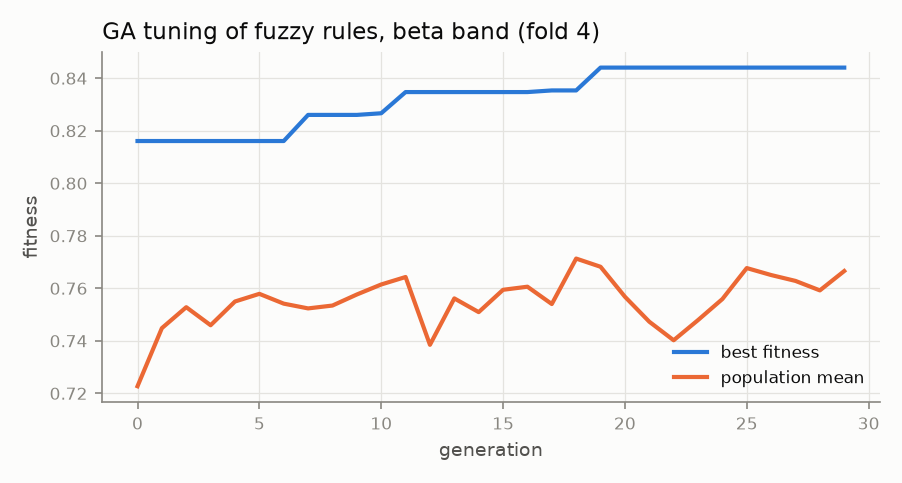 GA tuning of fuzzy rules, beta band (fold 4)
fitness
0.84
0.82
0.80
0.78
0.76
0.74
0.72
best fitness
population mean
0 5 10 15 20 25 30
generation